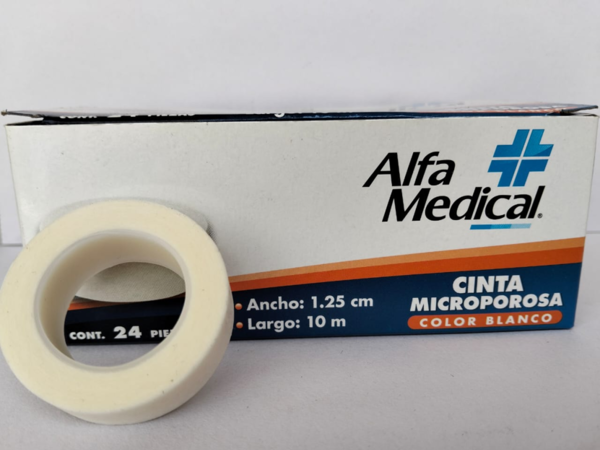 Alfa
Medical®
• Ancho: 1.25 cm
• Largo: 10 m
CONT. 24
CINTA
MICROPOROSA
COLOR BLANCO